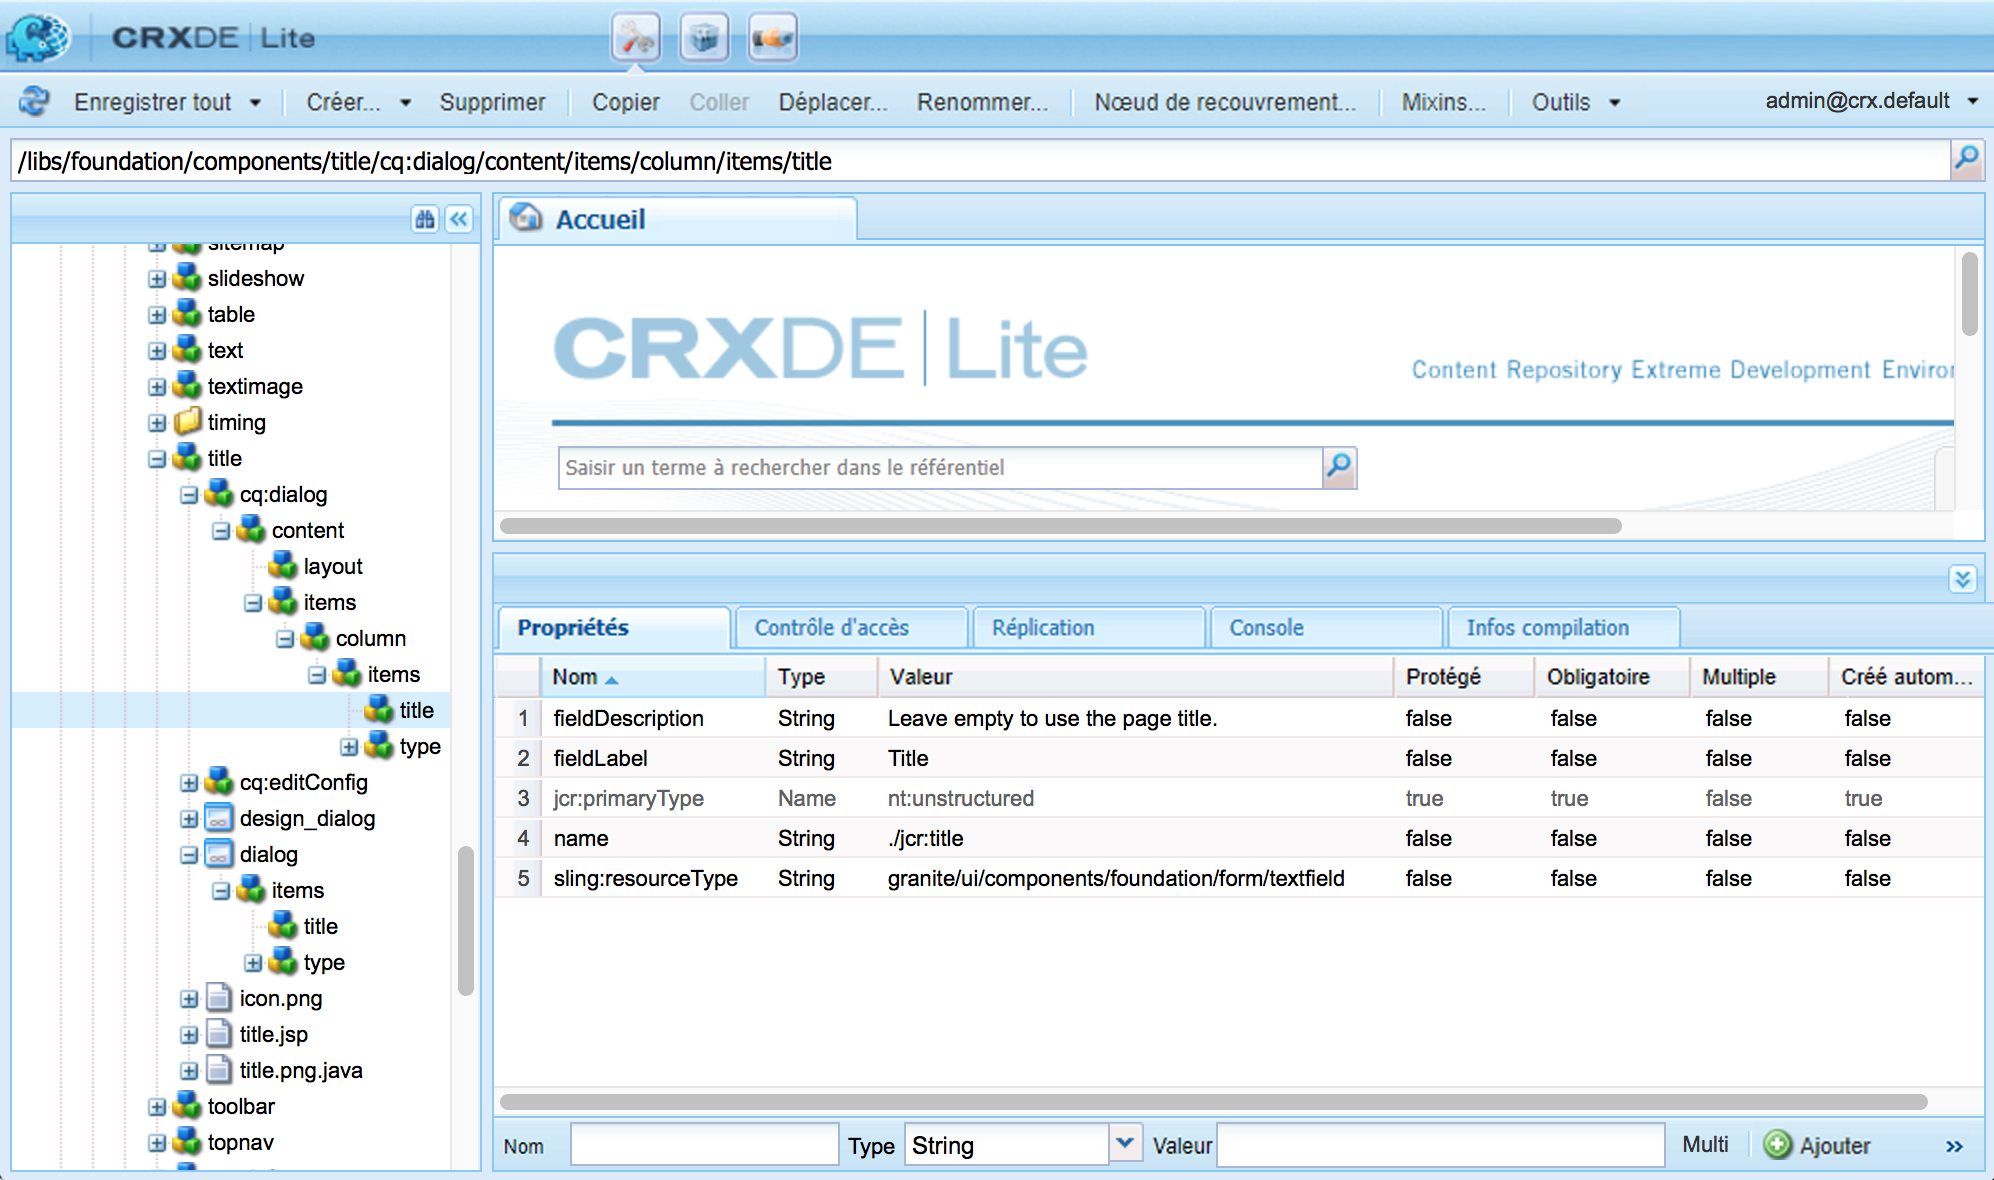 CRXDE Lite
Enregistrer tout Créer... Supprimer Copier Coller Déplacer... Renommer... Nœud de recouvrement... Mixins... Outils admin@crx.default
/libs/foundation/components/title/cq:dialog/content/items/column/items/title
sitemap
slideshow
table
text
textimage
timing
title
cq:dialog
content
layout
items
column
items
title
type
cq:editConfig
design_dialog
dialog
items
title
type
icon.png
title.jsp
title.png.java
toolbar
topnav
Accueil
CRXDE Lite
Content Repository Extreme Development Environ
Saisir un terme à rechercher dans le référentiel
Propriétés Contrôle d'accès Réplication Console Infos compilation
Nom Type Valeur Protégé Obligatoire Multiple Créé autom...
1 fieldDescription String Leave empty to use the page title. false false false false
2 fieldLabel String Title false false false false
3 jcr:primaryType Name nt:unstructured true true false true
4 name String ./jcr:title false false false false
5 sling:resourceType String granite/ui/components/foundation/form/textfield false false false false
Nom Type String Valeur Multi Ajouter